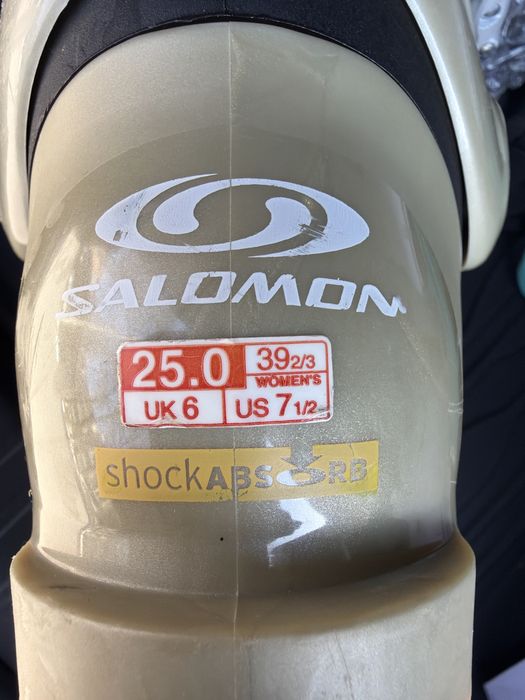 SALOMON
25.0 39 2/3
WOMEN'S
UK 6 US 7 1/2
shockABSORB